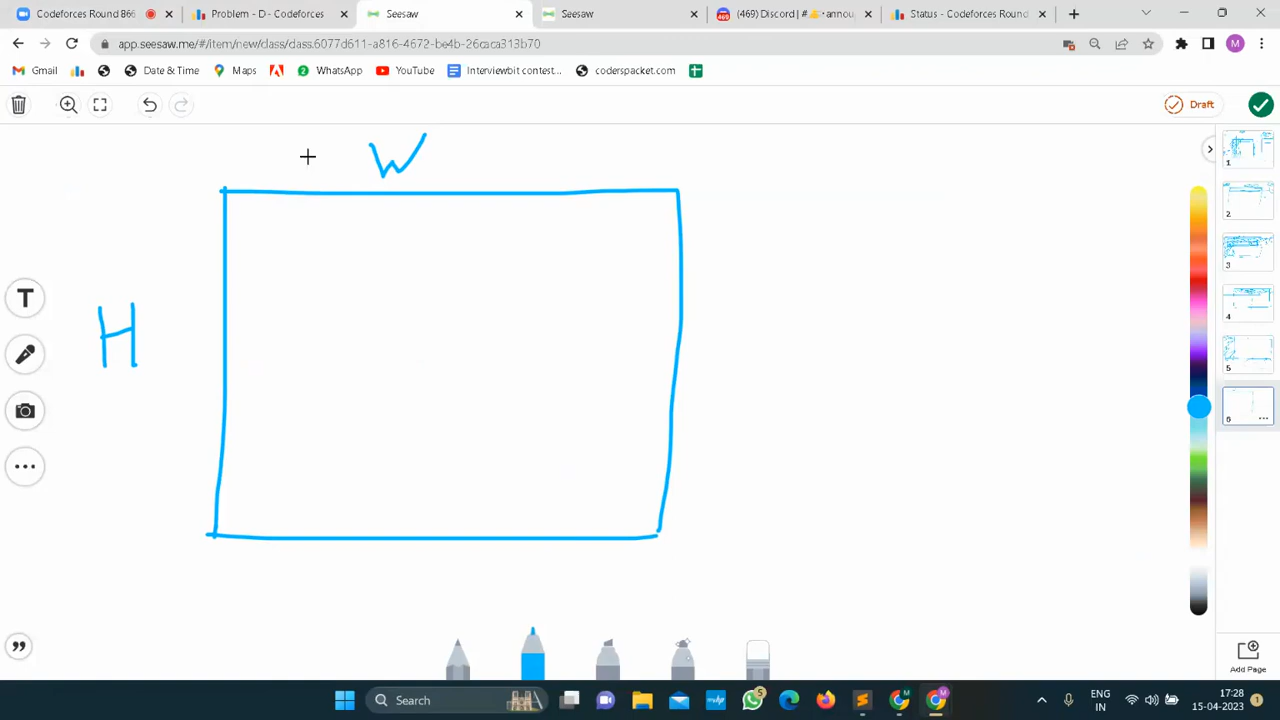 Codeforces Round 866
Problem - D - Codeforces
Seesaw
Seesaw
(469) Discord | # 👉-annou
Status - Codeforces Round
app.seesaw.me/#/item/new/class/class.6077d611-a816-4672-be4b-26eca313b70
Gmail
Date & Time
Maps
WhatsApp
YouTube
Interviewbit contest...
coderspacket.com
Draft
W
H
T
1
2
3
4
5
6
Add Page
Search
ENG
IN
17:28
15-04-2023